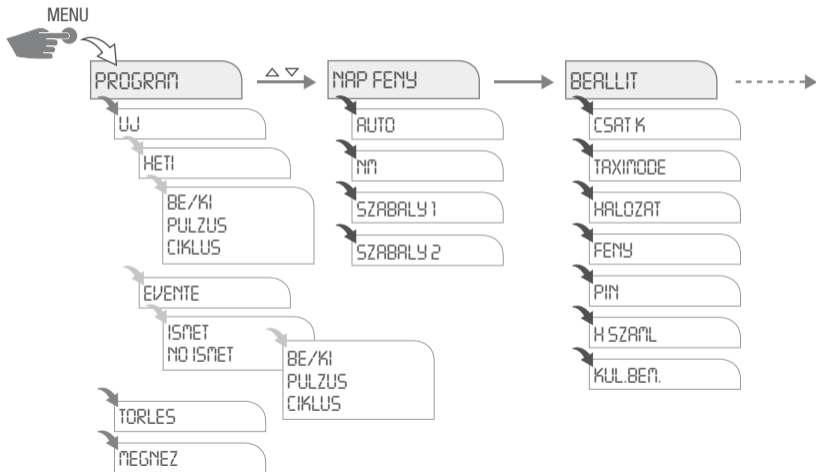 MENU
PROGRAM
UJ
HETI
BE/KI
PULZUS
CIKLUS
EVENTE
ISMET
NO ISMET
BE/KI
PULZUS
CIKLUS
TORLES
MEGNEZ
NAP FENY
AUTO
NM
SZABALY 1
SZABALY 2
BEALLIT
CSAT K
TAXIMODE
HALOZAT
FENY
PIN
H SZAML
KUL.BEM.